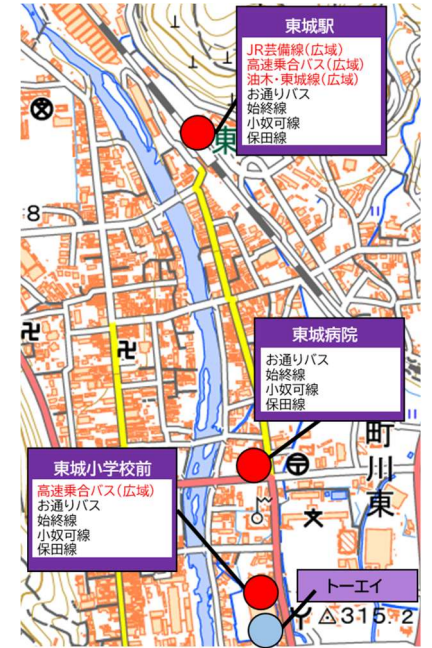 東城駅
JR芸備線(広域)
高速乗合バス(広域)
油木・東城線(広域)
お通りバス
始終線
小奴可線
保田線
東
8
11
東城病院
お通りバス
始終線
小奴可線
保田線
11
町川東
東城小学校前
高速乗合バス(広域)
お通りバス
始終線
小奴可線
保田線
トーエイ
315.2